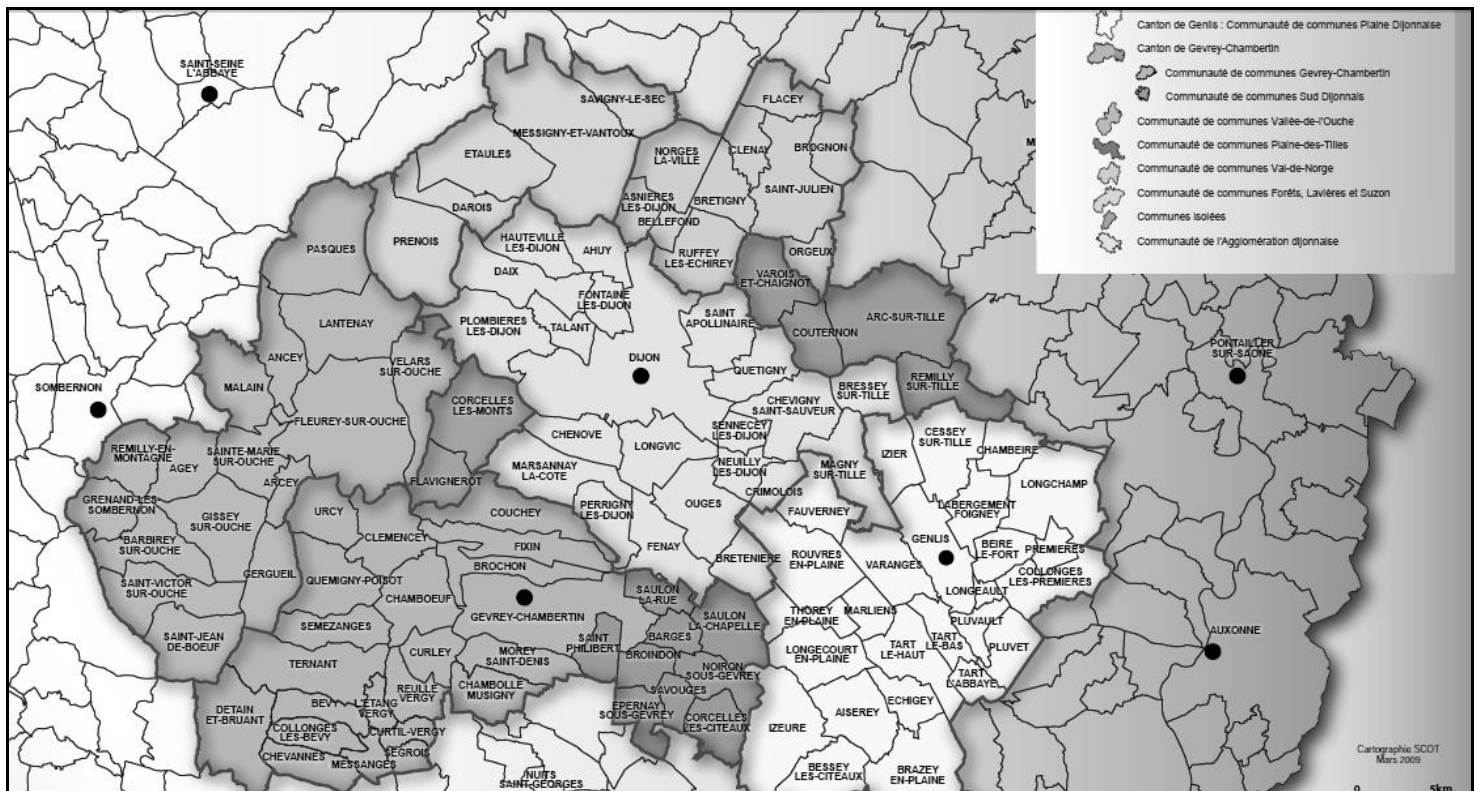 Canton de Genlis : Communauté de communes Plaine Dijonnaise
Canton de Gevrey-Chambertin
Communauté de communes Gevrey-Chambertin
Communauté de communes Sud Dijonnais
Communauté de communes Vallée-de-l'Ouche
Communauté de communes Plaine-des-Tilles
Communauté de communes Val-de-Norge
Communauté de communes Forêts, Lavières et Suzon
Communes Isolées
Communauté de l'Agglomération dijonnaise
SAINT-SEINE
L'ABBAYE
SAVIGNY-LE-SEC
FLACEY
MESSIGNY-ET-VANTOUX
ETAULES
NORGES
LA-VILLE
CLENAY
BROGNON
SAINT-JULIEN
ASNIERES
LES-DIJON
BRETIGNY
BELLEFOND
DAROIS
PRENOIS
PASQUES
HAUTEVILLE
LES-DIJON
AHUY
RUFFEY
LES-ECHIREY
ORGEUX
DAIX
VAROIS
ET-CHAIGNOT
FONTAINE
LES-DIJON
LANTENAY
PLOMBIERES
LES-DIJON
TALANT
SAINT
APOLLINAIRE
COUTERNON
ARC-SUR-TILLE
PONTAILLER
SUR-SAONE
ANCEY
VELARS
SUR-OUCHE
DIJON
QUETIGNY
MALAIN
SOMBERNON
CORCELLES
LES-MONTS
BRESSEY
SUR-TILLE
REMILLY
SUR-TILLE
FLEUREY-SUR-OUCHE
CHEVIGNY
SAINT-SAUVEUR
CHENOVE
LONGVIC
SENNECEY
LES-DIJON
CESSEY
SUR-TILLE
IZIER
CHAMBEIRE
REMILLY-EN-
MONTAGNE
AGEY
SAINTE-MARIE
SUR-OUCHE
ARCEY
FLAVIGNEROT
MARSANNAY
LA-COTE
NEUILLY
LES-DIJON
CRIMOLOIS
MAGNY
SUR-TILLE
LONGCHAMP
GRENAND-LES-
SOMBERNON
GISSEY
SUR-OUCHE
URCY
COUCHEY
PERRIGNY
LES-DIJON
OUGES
FAUVERNEY
LABERGEMENT
FOIGNEY
BARBIREY
SUR-OUCHE
CLEMENCEY
FIXIN
FENAY
BRETENIERE
ROUVRES
EN-PLAINE
VARANGES
GENLIS
BEIRE
LE-FORT
PREMIERES
COLLONGES
LES-PREMIERES
SAINT-VICTOR
SUR-OUCHE
GERGUEIL
QUEMIGNY-POISOT
BROCHON
CHAMBOEUF
GEVREY-CHAMBERTIN
SAULON
LA-RUE
SAULON
LA-CHAPELLE
LONGEAULT
THOREY
EN-PLAINE
MARLIENS
PLUVAULT
AUXONNE
SAINT-JEAN
DE-BOEUF
SEMEZANGES
SAINT
PHILIBERT
BARGES
BROINDON
TERNANT
CURLEY
MOREY
SAINT-DENIS
NOIRON
SOUS-GEVREY
LONGECOURT
EN-PLAINE
TART
LE-HAUT
TART
LE-BAS
PLUVET
TART
L'ABBAYE
CHAMBOLLE
MUSIGNY
SAVOUGES
REULLE
VERGY
DETAIN
ET-BRUANT
BEVY
L'ETANG
VERGY
EPERNAY
SOUS-GEVREY
CORCELLES
LES-CITEAUX
IZEURE
AISEREY
ECHIGEY
COLLONGES
LES-BEVY
CURTIL-VERGY
CHEVANNES
MESSANGES
SEGROIS
NUITS
SAINT-GEORGES
BESSEY
LES-CITEAUX
BRAZEY
EN-PLAINE
Cartographie SCOT
Mars 2009
0 5km